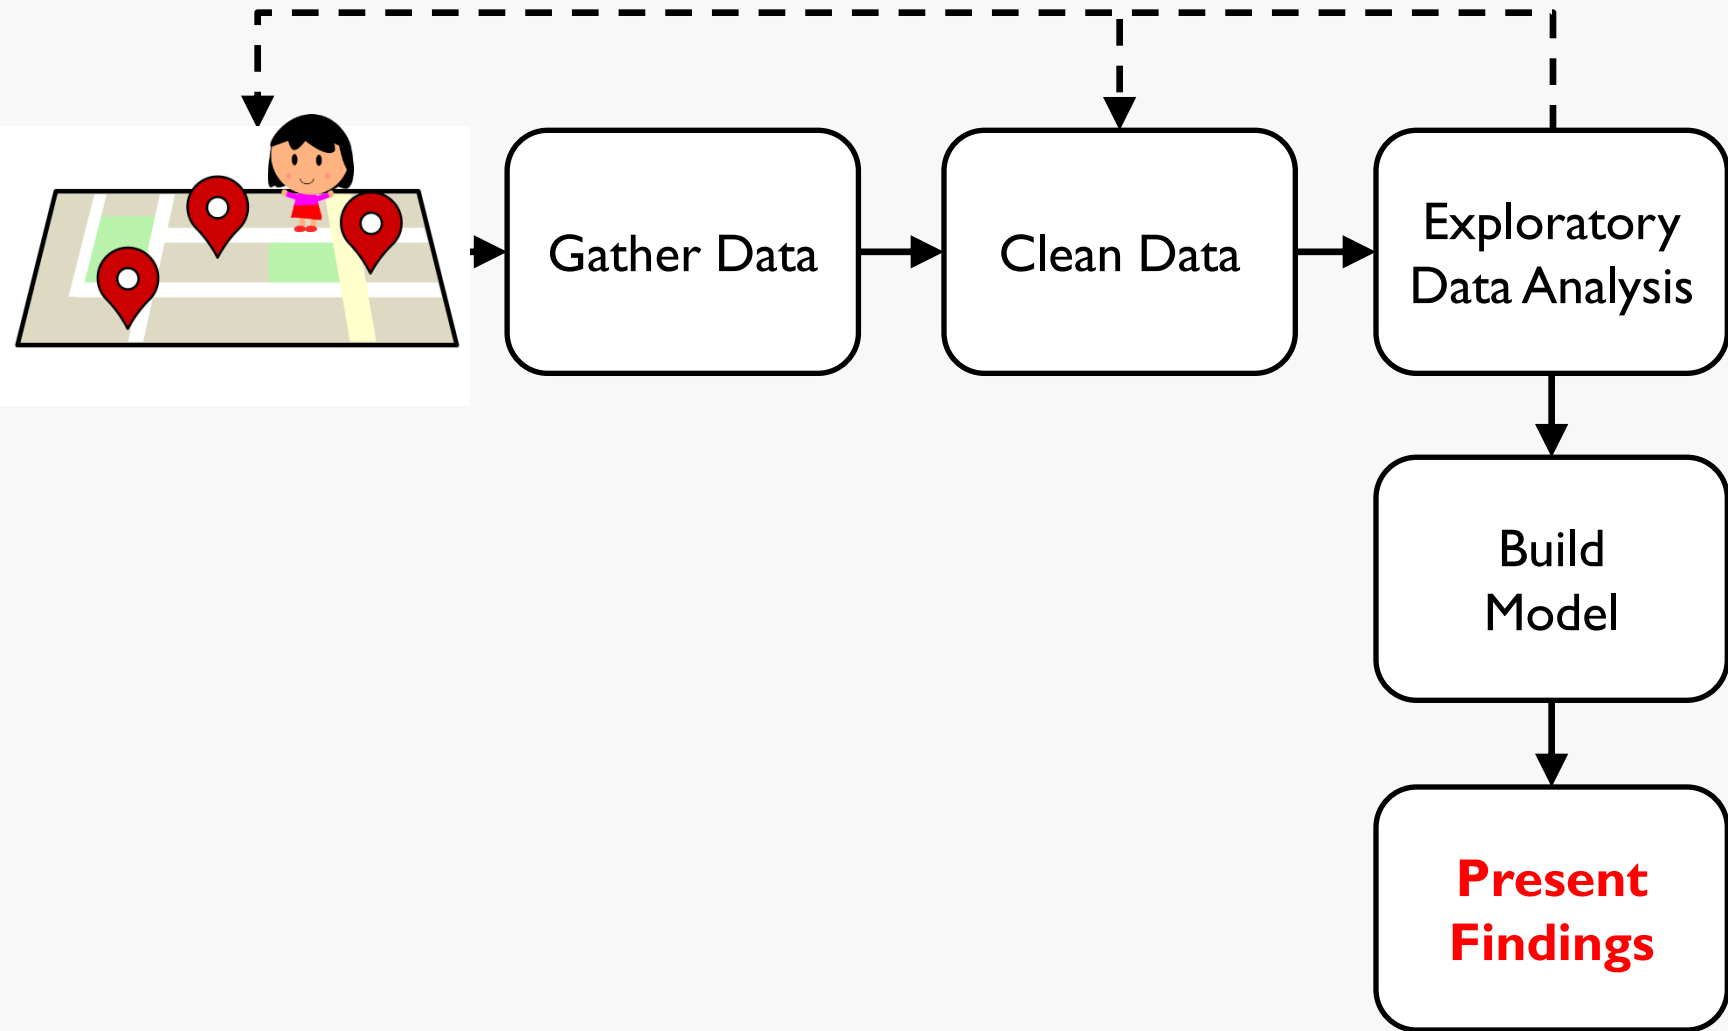 Gather Data
Clean Data
Exploratory
Data Analysis
Build
Model
Present
Findings